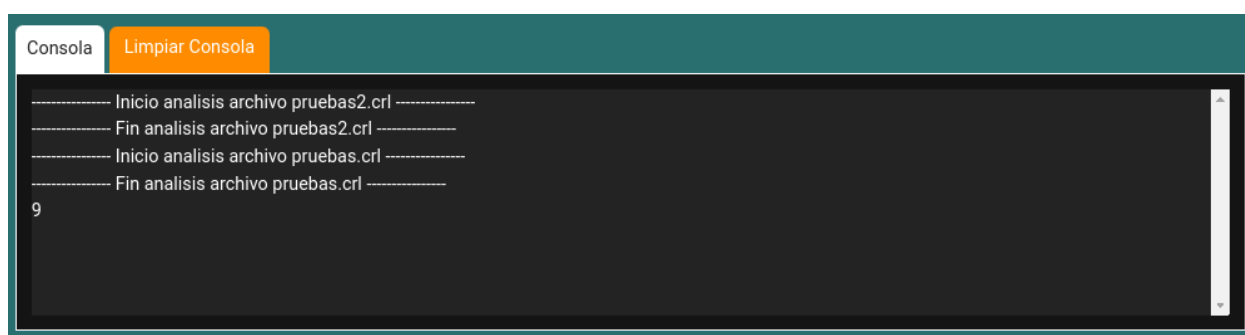 Consola Limpiar Consola
---------------- Inicio analisis archivo pruebas2.crl ----------------
---------------- Fin analisis archivo pruebas2.crl ----------------
---------------- Inicio analisis archivo pruebas.crl ----------------
---------------- Fin analisis archivo pruebas.crl ----------------
9